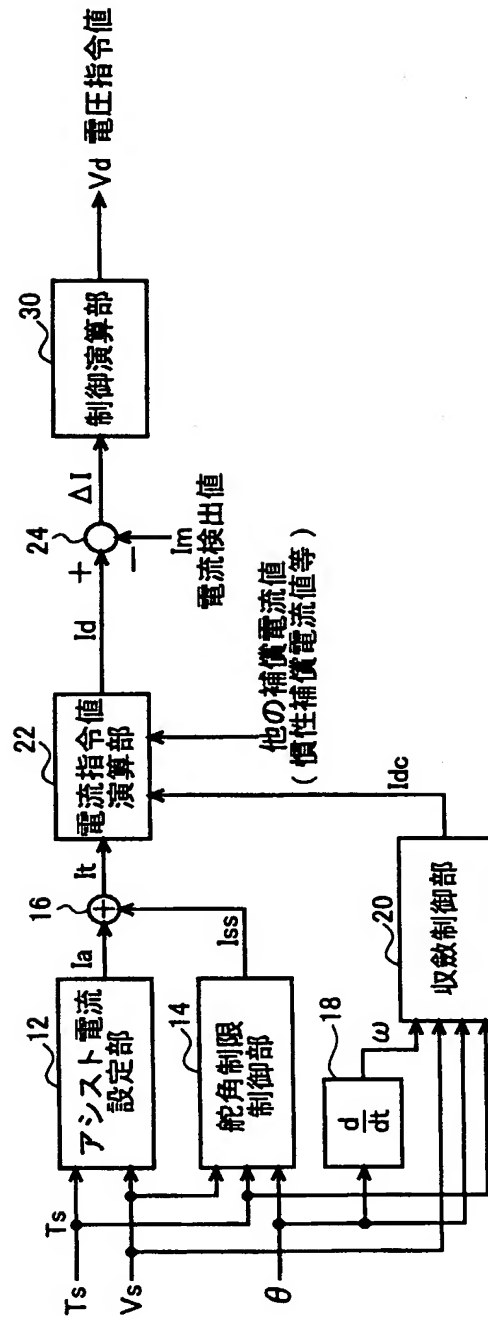 Ts
Ts
Vs
θ
12
アシスト電流
設定部
14
舵角制限
制御部
18
d
dt
ω
20
収斂制御部
Ia
16
Iss
It
22
電流指令値
演算部
Idc
他の補償電流値
(慣性補償電流値等)
Id
+
24
−
Im
電流検出値
ΔI
30
制御演算部
Vd 電圧指令値